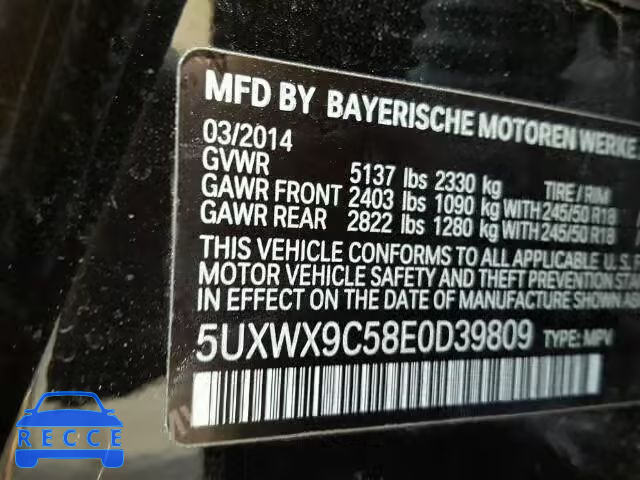 MFD BY BAYERISCHE MOTOREN WERKE
03/2014
GVWR 5137 lbs 2330 kg TIRE / RIM
GAWR FRONT 2403 lbs 1090 kg WITH 245/50 R18
GAWR REAR 2822 lbs 1280 kg WITH 245/50 R18
THIS VEHICLE CONFORMS TO ALL APPLICABLE U. S. F
MOTOR VEHICLE SAFETY AND THEFT PREVENTION STA
IN EFFECT ON THE DATE OF MANUFACTURE SHOWN A
5UXWX9C58E0D39809 TYPE: MPV
RECCE